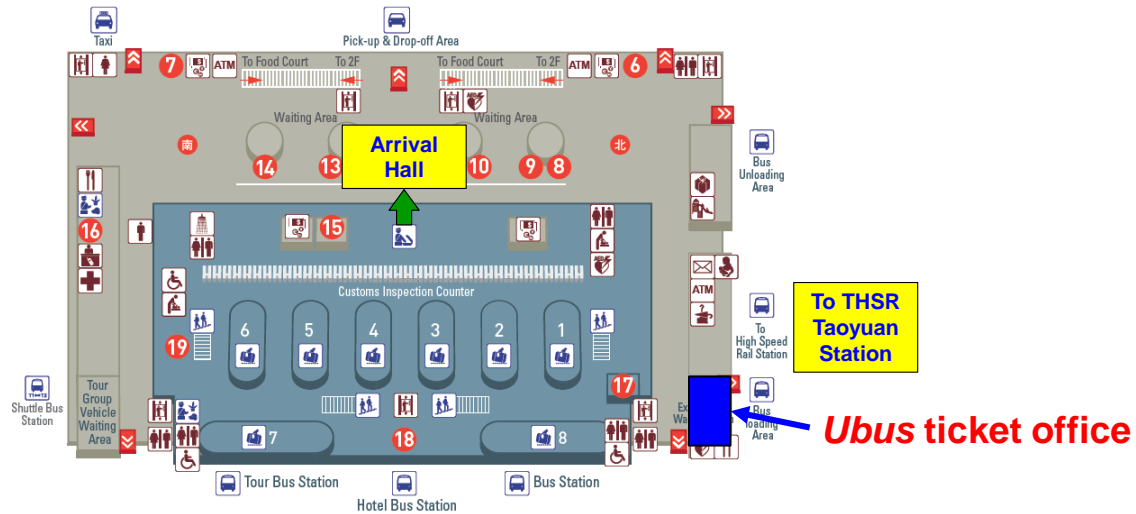 Taxi
Pick-up & Drop-off Area
7
ATM
To Food Court
To 2F
To Food Court
To 2F
ATM
6
Waiting Area
Waiting Area
南
14
13
Arrival
Hall
10
9
8
北
Bus
Unloading
Area
16
15
ATM
Customs Inspection Counter
To
High Speed
Rail Station
To THSR
Taoyuan
Station
6
5
4
3
2
1
19
17
Shuttle Bus
Station
T1⟷T2
Tour
Group
Vehicle
Waiting
Area
Ex
Wa
Bus
loading
Area
7
18
8
Ubus ticket office
Tour Bus Station
Hotel Bus Station
Bus Station